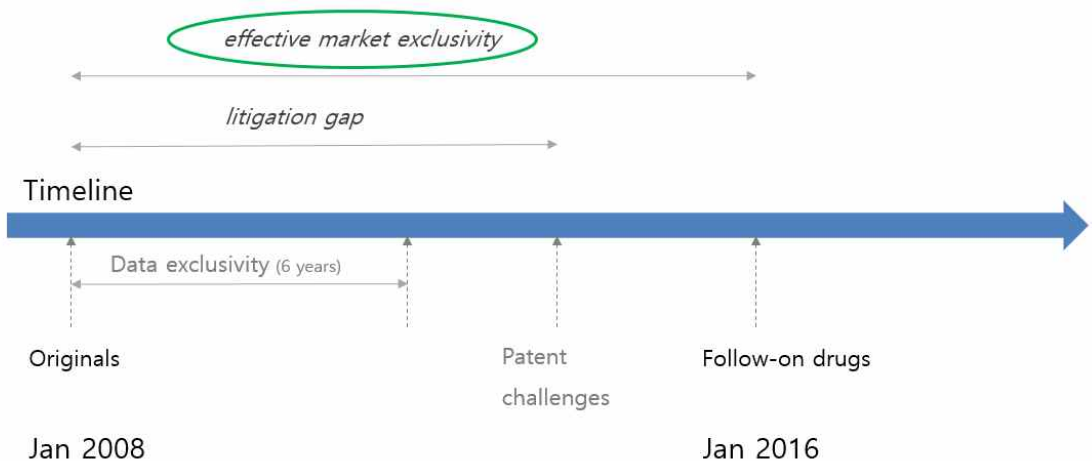 effective market exclusivity
litigation gap
Timeline
Data exclusivity (6 years)
Originals
Patent
challenges
Follow-on drugs
Jan 2008
Jan 2016